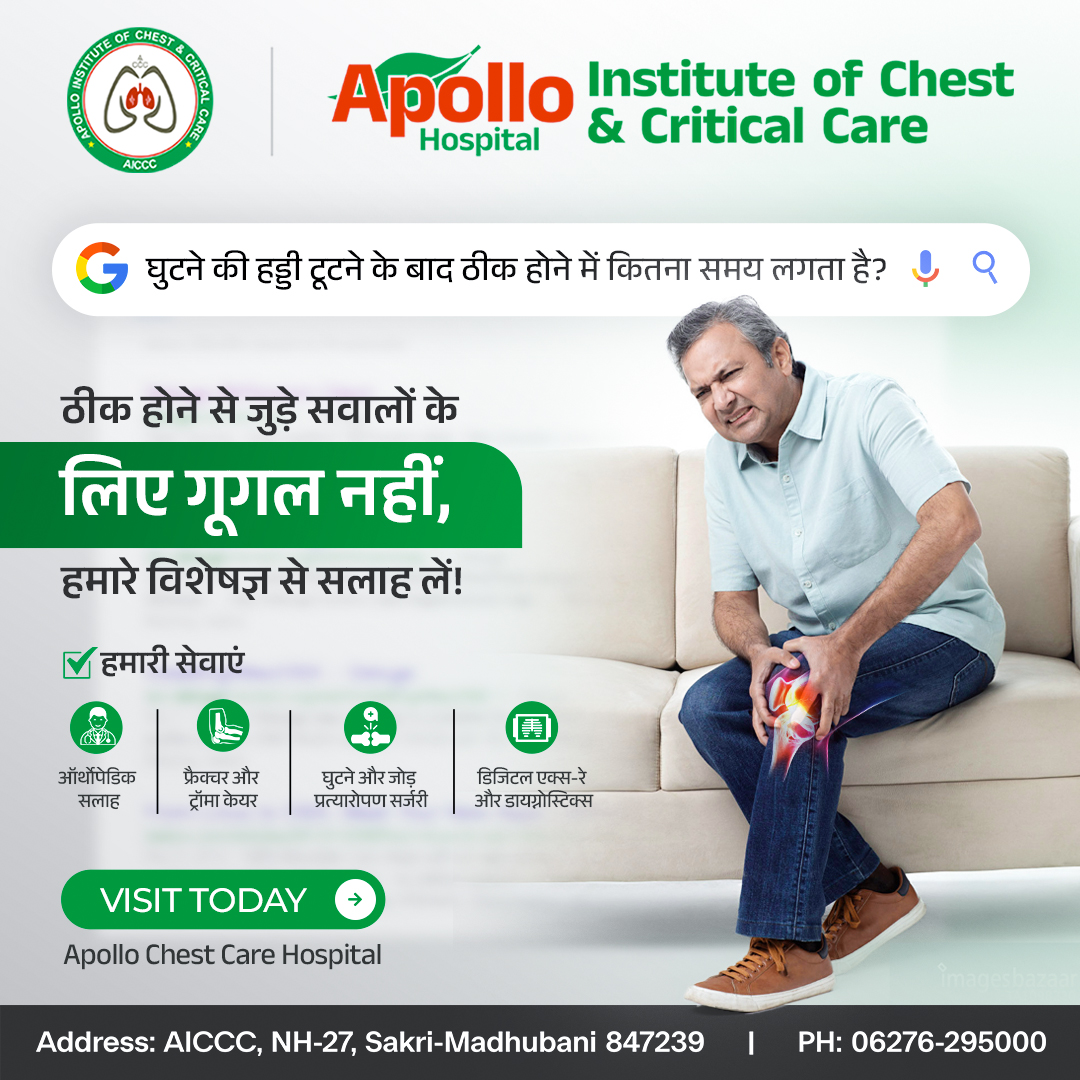 APOLLO INSTITUTE OF CHEST & CRITICAL CARE
CCC
AICCC
Apollo
Hospital
Institute of Chest
& Critical Care
घुटने की हड्डी टूटने के बाद ठीक होने में कितना समय लगता है?
ठीक होने से जुड़े सवालों के
लिए गूगल नहीं,
हमारे विशेषज्ञ से सलाह लें!
हमारी सेवाएं
ऑर्थोपेडिक
सलाह
फ्रैक्चर और
ट्रॉमा केयर
घुटने और जोड़
प्रत्यारोपण सर्जरी
डिजिटल एक्स-रे
और डायग्नोस्टिक्स
VISIT TODAY
Apollo Chest Care Hospital
imagesbazaar
Address: AICCC, NH-27, Sakri-Madhubani 847239 | PH: 06276-295000